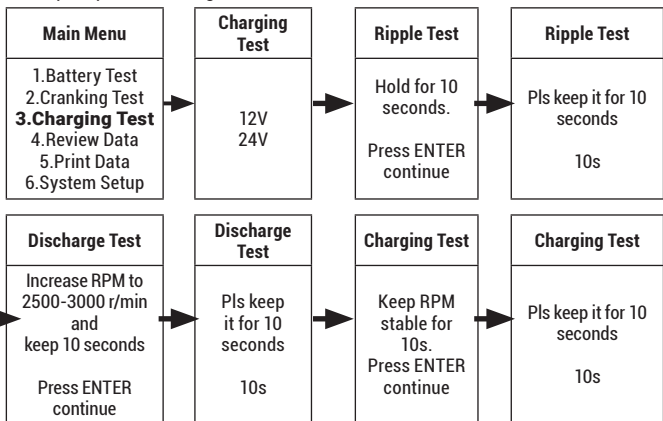 Main Menu
1.Battery Test
2.Cranking Test
3.Charging Test
4.Review Data
5.Print Data
6.System Setup
Charging
Test
12V
24V
Ripple Test
Hold for 10
seconds.
Press ENTER
continue
Ripple Test
Pls keep it for 10
seconds
10s
Discharge Test
Increase RPM to
2500-3000 r/min
and
keep 10 seconds
Press ENTER
continue
Discharge
Test
Pls keep
it for 10
seconds
10s
Charging Test
Keep RPM
stable for
10s.
Press ENTER
continue
Charging Test
Pls keep it for 10
seconds
10s